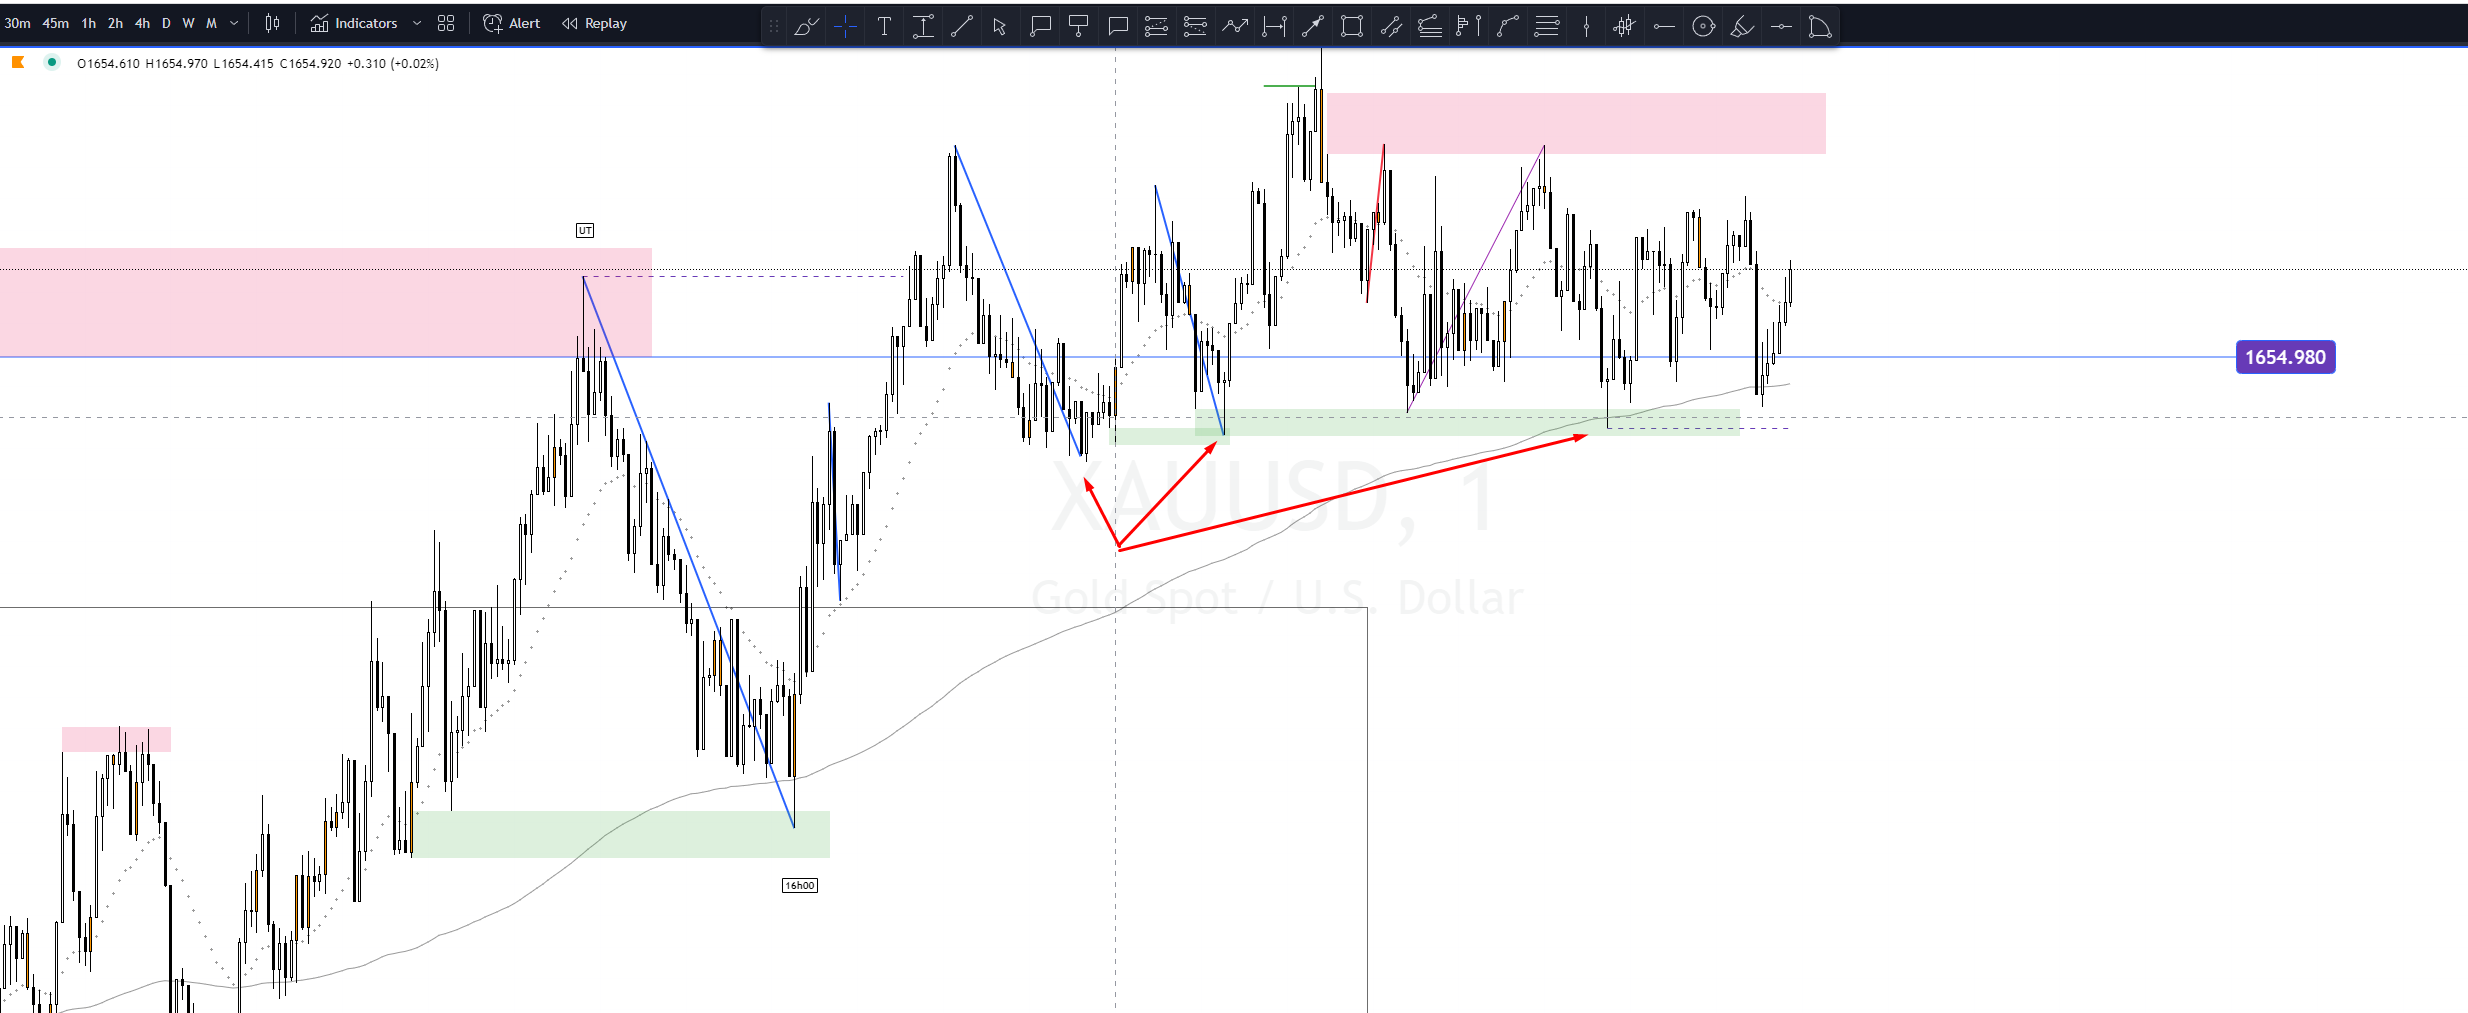 30m 45m 1h 2h 4h D W M Indicators Alert Replay
O1654.610 H1654.970 L1654.415 C1654.920 +0.310 (+0.02%)
UT
1654.980
XAUUSD, 1
Gold Spot / U.S. Dollar
16h00